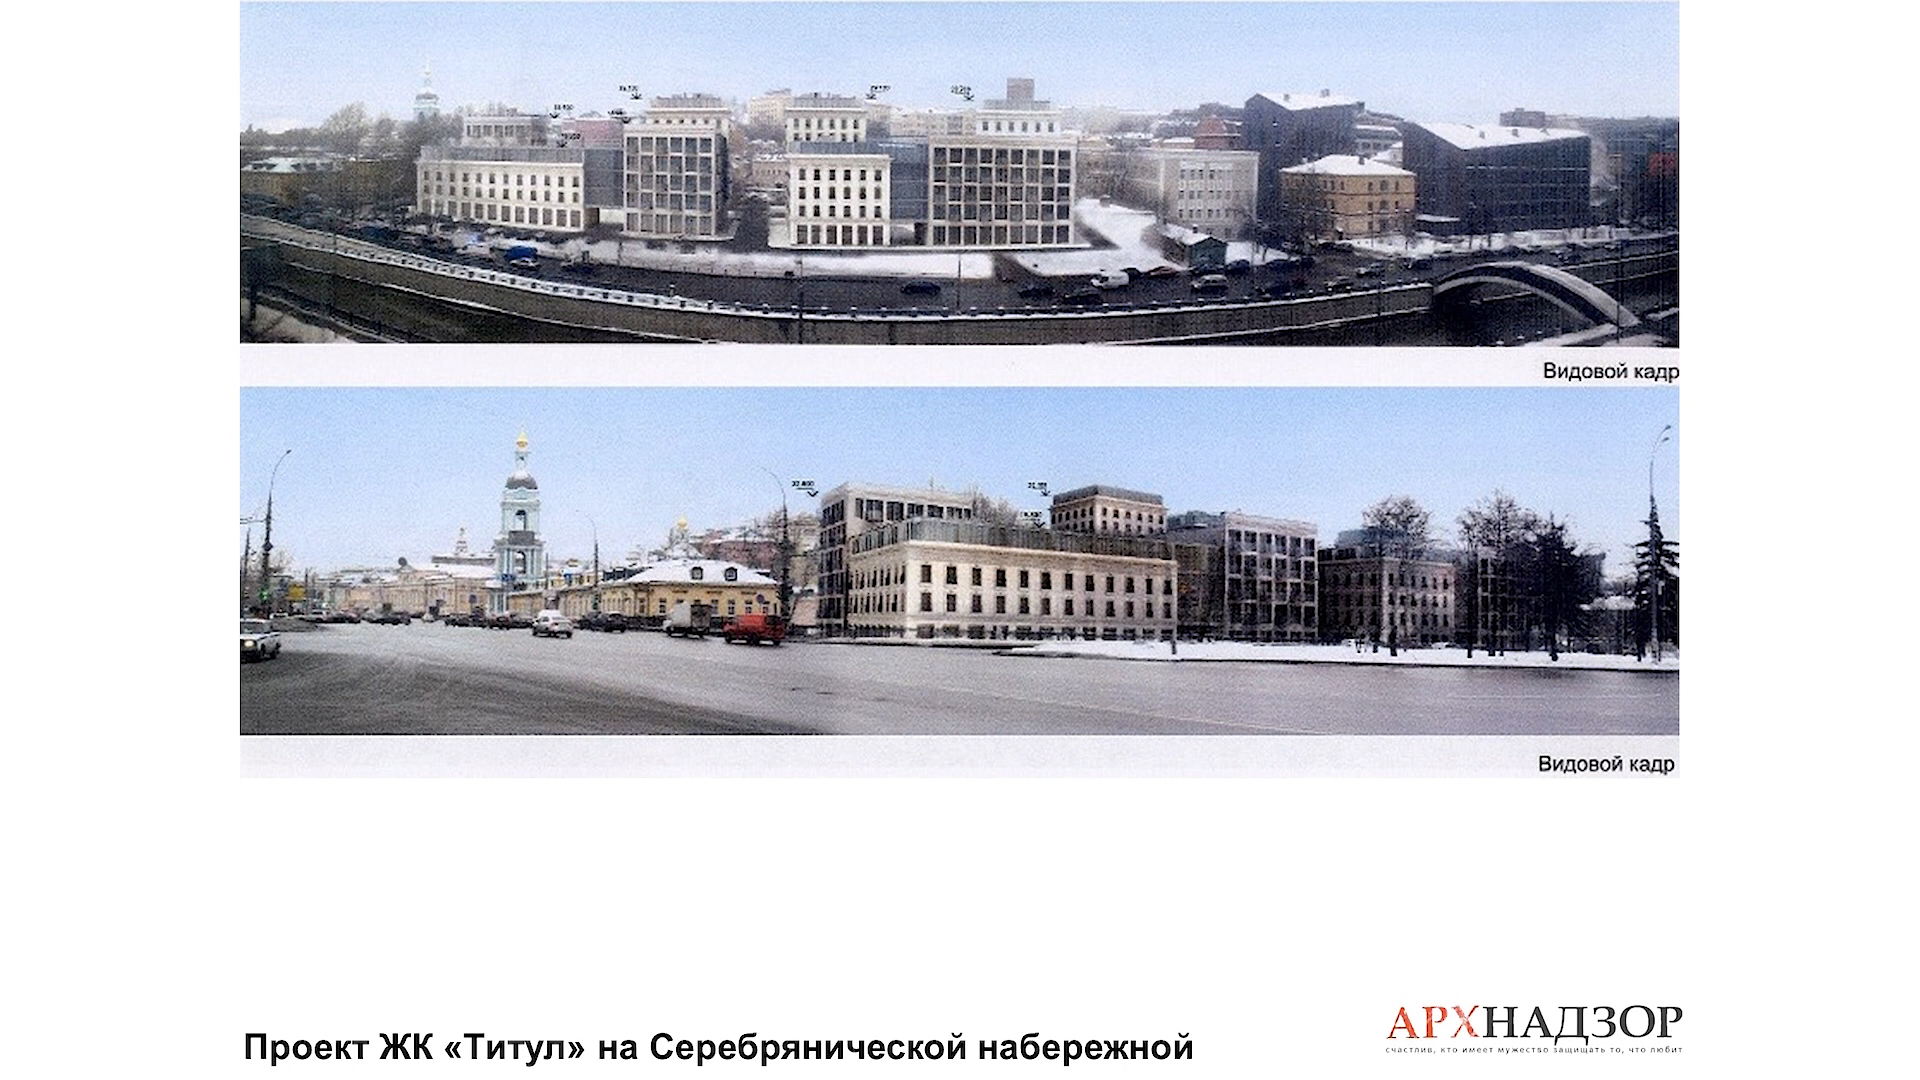 Видовой кадр
Видовой кадр
Проект ЖК «Титул» на Серебрянической набережной
АРХНАДЗОР
счастлив, кто имеет мужество защищать то, что любит